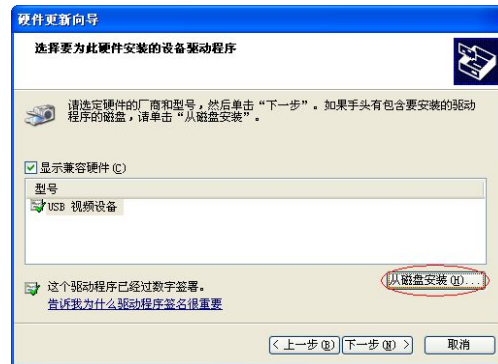 硬件更新向导
选择要为此硬件安装的设备驱动程序
请选定硬件的厂商和型号，然后单击“下一步”。如果手头有包含要安装的驱动
程序的磁盘，请单击“从磁盘安装”。
显示兼容硬件(C)
型号
USB 视频设备
从磁盘安装(H)...
这个驱动程序已经过数字签署。
告诉我为什么驱动程序签名很重要
< 上一步(B) 下一步(N) > 取消